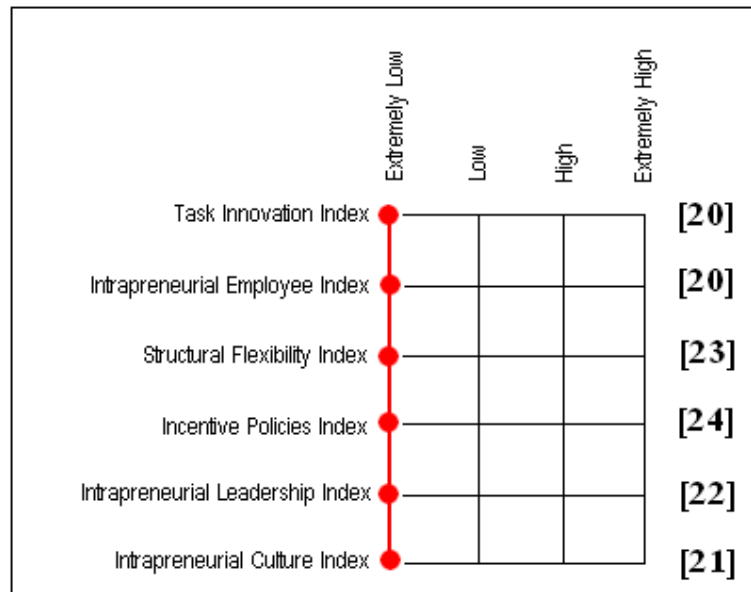 Extremely Low
Low
High
Extremely High
Task Innovation Index [20]
Intrapreneurial Employee Index [20]
Structural Flexibility Index [23]
Incentive Policies Index [24]
Intrapreneurial Leadership Index [22]
Intrapreneurial Culture Index [21]